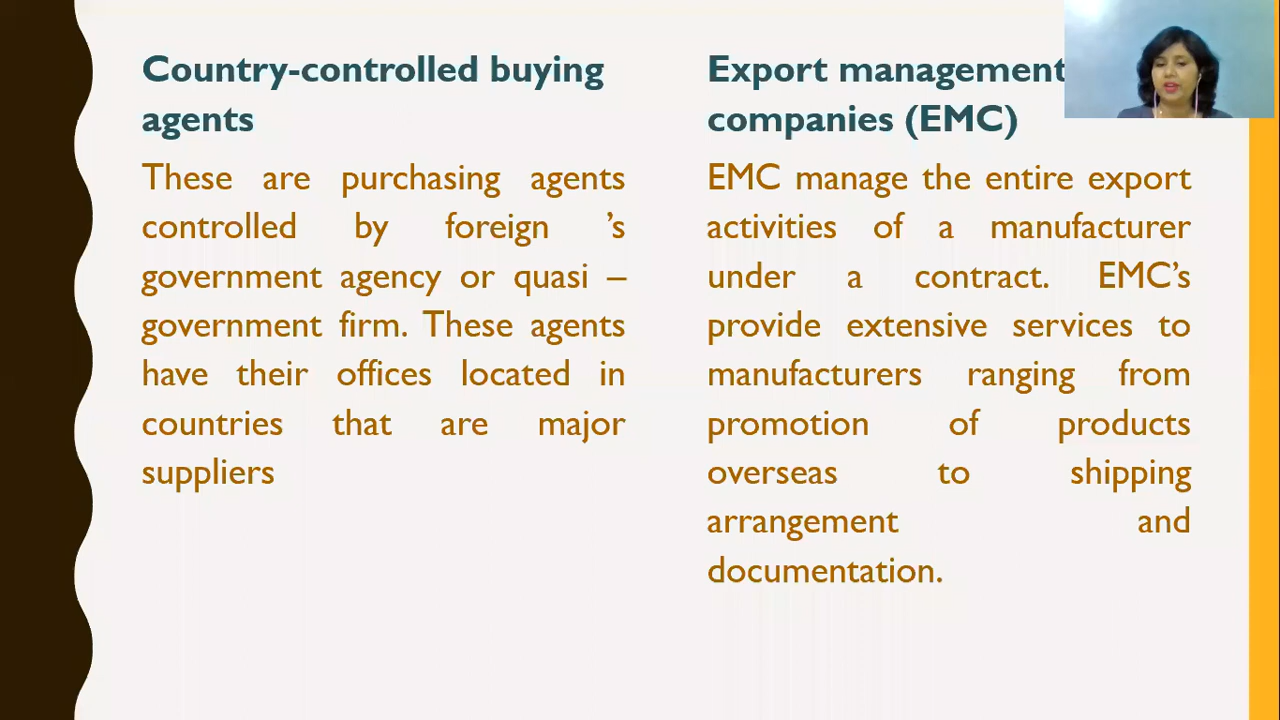 Country-controlled buying
agents
These are purchasing agents
controlled by foreign ’s
government agency or quasi –
government firm. These agents
have their offices located in
countries that are major
suppliers
Export management
companies (EMC)
EMC manage the entire export
activities of a manufacturer
under a contract. EMC’s
provide extensive services to
manufacturers ranging from
promotion of products
overseas to shipping
arrangement and
documentation.